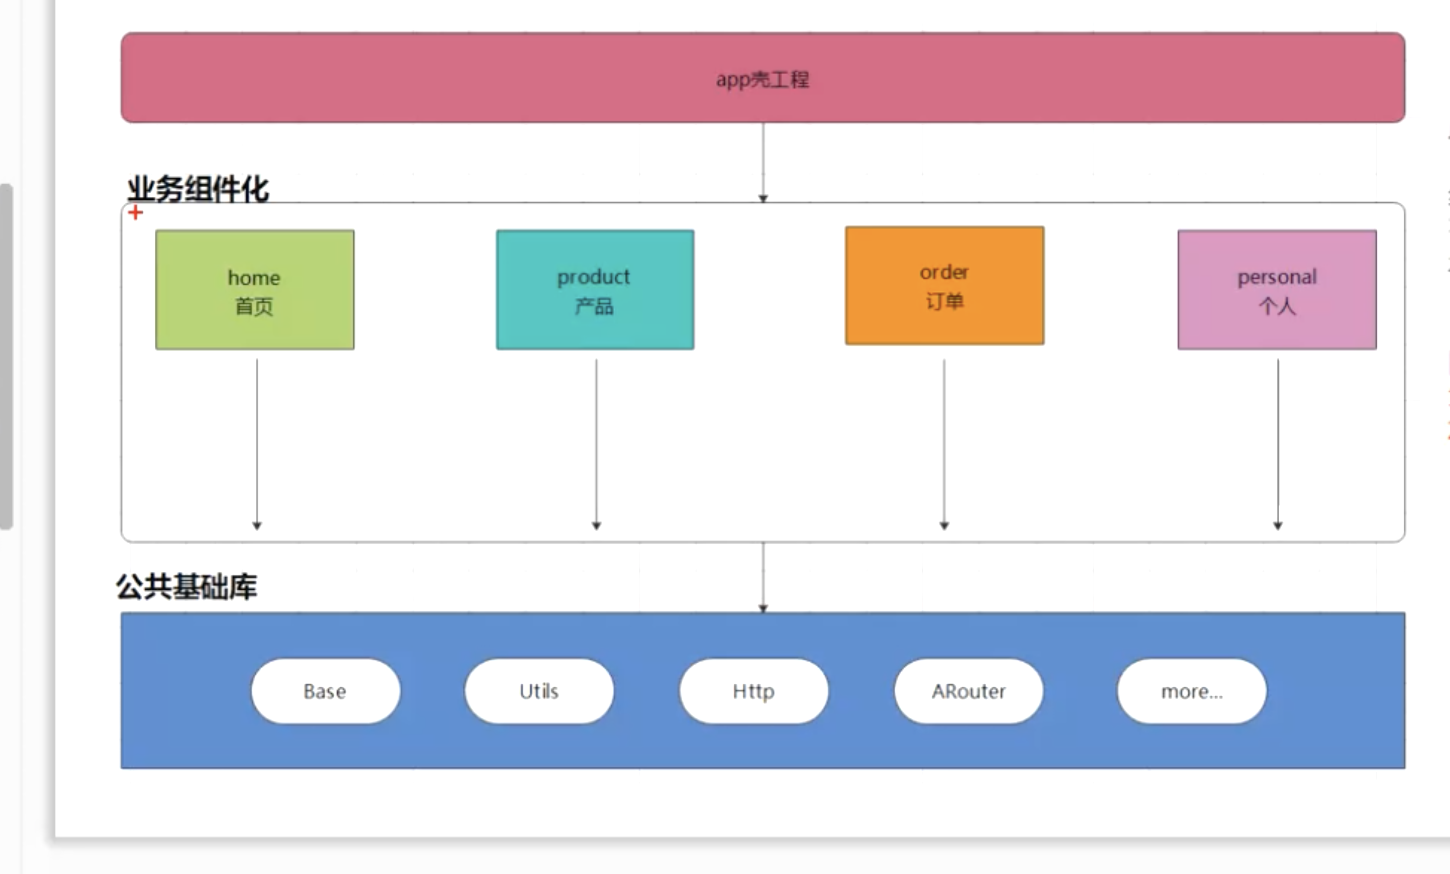 app壳工程
业务组件化
home
首页
product
产品
order
订单
personal
个人
公共基础库
Base
Utils
Http
ARouter
more...